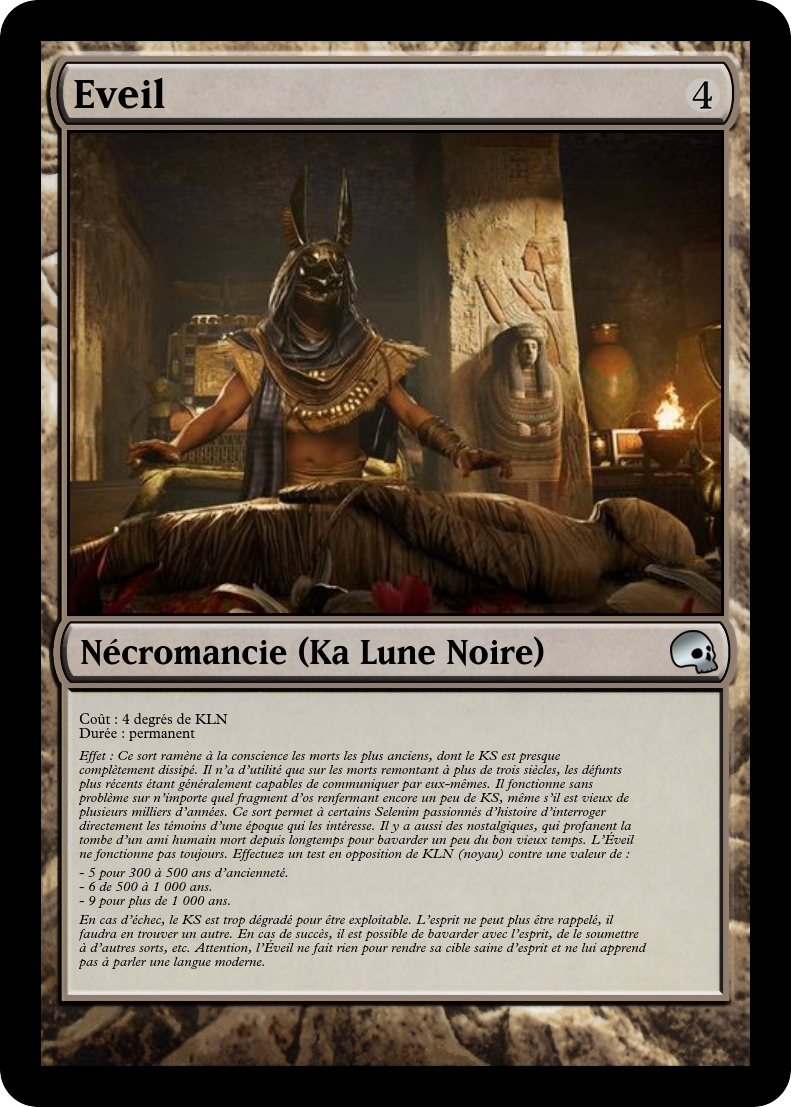 Eveil
4
Nécromancie (Ka Lune Noire)
Coût : 4 degrés de KLN
Durée : permanent
Effet : Ce sort ramène à la conscience les morts les plus anciens, dont le KS est presque
complètement dissipé. Il n'a d'utilité que sur les morts remontant à plus de trois siècles, les défunts
plus récents étant généralement capables de communiquer par eux-mêmes. Il fonctionne sans
problème sur n'importe quel fragment d'os renfermant encore un peu de KS, même s'il est vieux de
plusieurs milliers d'années. Ce sort permet à certains Selenim passionnés d'histoire d'interroger
directement les témoins d'une époque qui les intéresse. Il y a aussi des nostalgiques, qui profanent la
tombe d'un ami humain mort depuis longtemps pour bavarder un peu du bon vieux temps. L'Éveil
ne fonctionne pas toujours. Effectuez un test en opposition de KLN (noyau) contre une valeur de :
- 5 pour 300 à 500 ans d'ancienneté.
- 6 de 500 à 1 000 ans.
- 9 pour plus de 1 000 ans.
En cas d'échec, le KS est trop dégradé pour être exploitable. L'esprit ne peut plus être rappelé, il
faudra en trouver un autre. En cas de succès, il est possible de bavarder avec l'esprit, de le soumettre
à d'autres sorts, etc. Attention, l'Éveil ne fait rien pour rendre sa cible saine d'esprit et ne lui apprend
pas à parler une langue moderne.